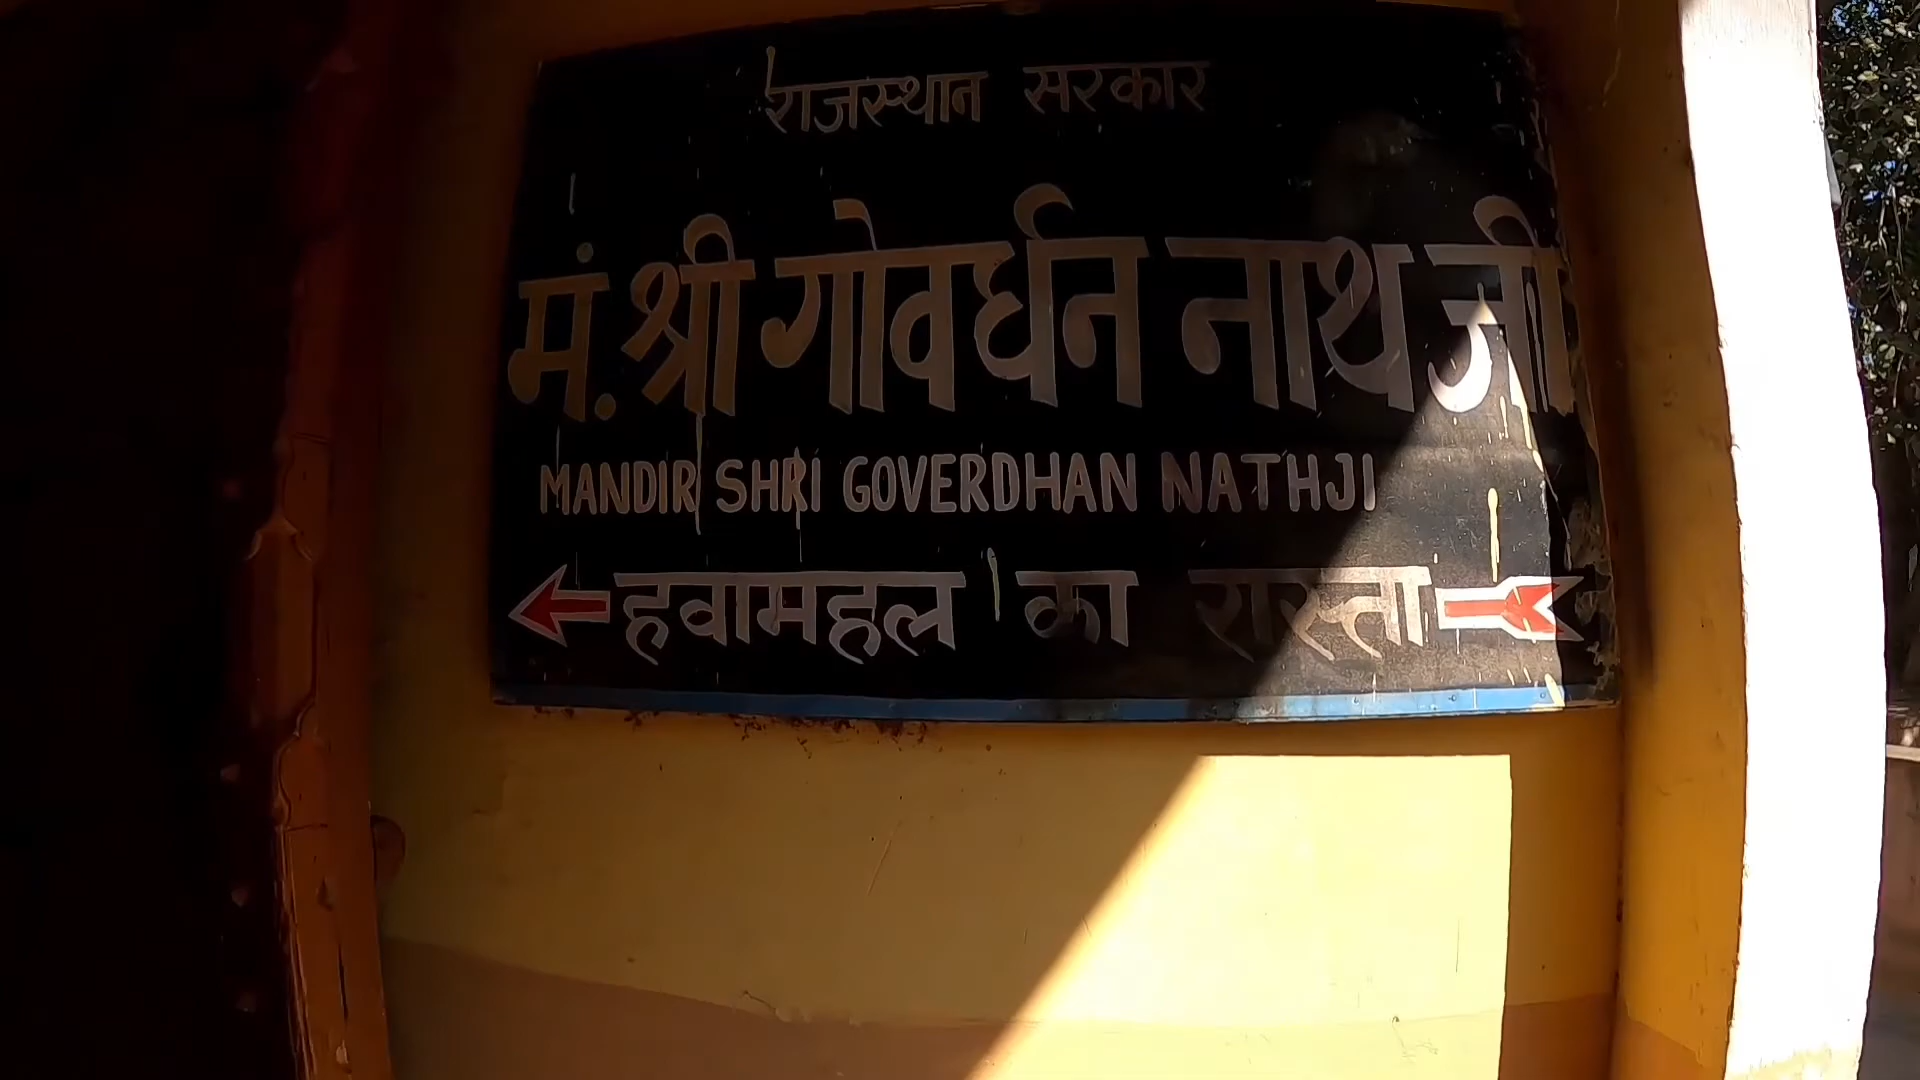 राजस्थान सरकार
मं. श्री गोवर्धन नाथ जी
MANDIR SHRI GOVERDHAN NATHJI
हवामहल का रास्ता